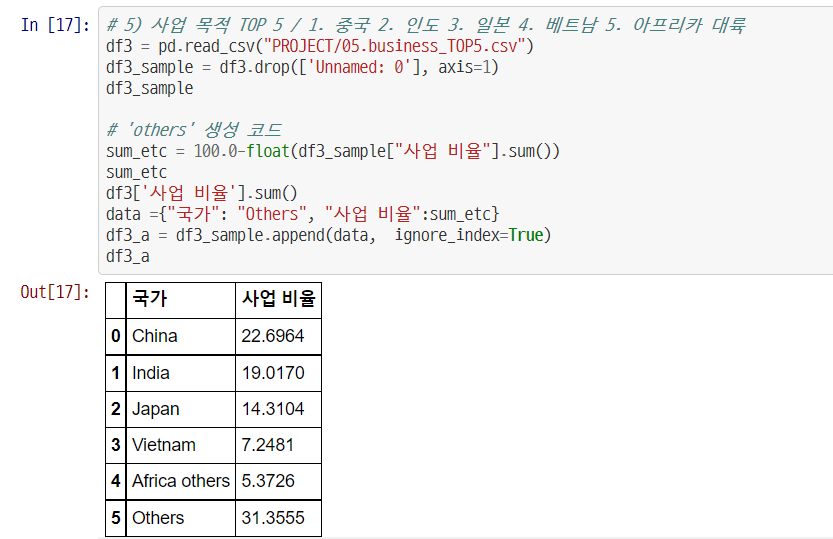 In [17]: # 5) 사업 목적 TOP 5 / 1. 중국 2. 인도 3. 일본 4. 베트남 5. 아프리카 대륙
df3 = pd.read_csv("PROJECT/05.business_TOP5.csv")
df3_sample = df3.drop(['Unnamed: 0'], axis=1)
df3_sample
# 'others' 생성 코드
sum_etc = 100.0-float(df3_sample["사업 비율"].sum())
sum_etc
df3['사업 비율'].sum()
data ={"국가": "Others", "사업 비율":sum_etc}
df3_a = df3_sample.append(data,  ignore_index=True)
df3_a
Out[17]:
국가 사업 비율
0 China 22.6964
1 India 19.0170
2 Japan 14.3104
3 Vietnam 7.2481
4 Africa others 5.3726
5 Others 31.3555